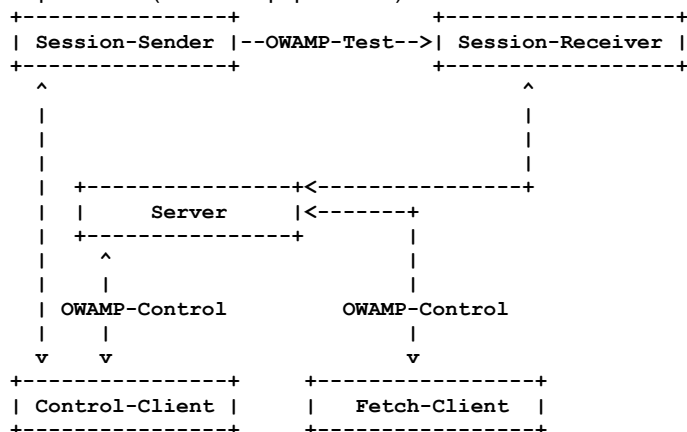 Session-Sender --OWAMP-Test--> Session-Receiver
Server
OWAMP-Control OWAMP-Control
Control-Client Fetch-Client